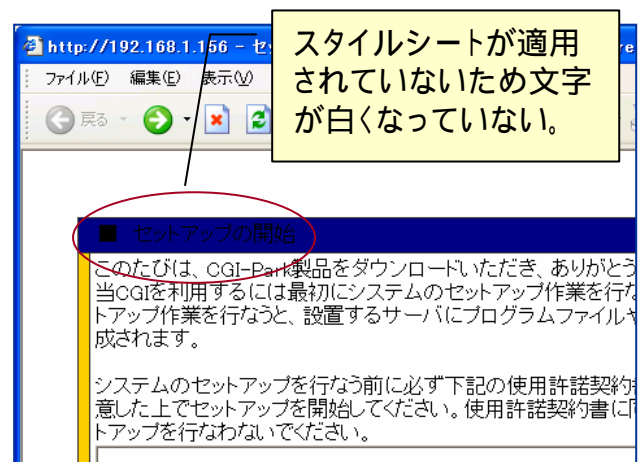 http://192.168.1.156 - セ
スタイルシートが適用
されていないため文字
が白くなっていない。
ファイル(F) 編集(E) 表示(V)
戻る
■ セットアップの開始
このたびは、CGI-Park製品をダウンロードいただき、ありがとう
当CGIを利用するには最初にシステムのセットアップ作業を行な
トアップ作業を行なうと、設置するサーバにプログラムファイルや
成されます。
システムのセットアップを行なう前に必ず下記の使用許諾契約
意した上でセットアップを開始してください。使用許諾契約書に同
トアップを行なわないでください。